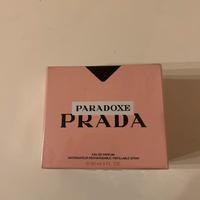 PARADOXE
PRADA
EAU DE PARFUM
VAPORISATEUR RECHARGEABLE / REFILLABLE SPRAY